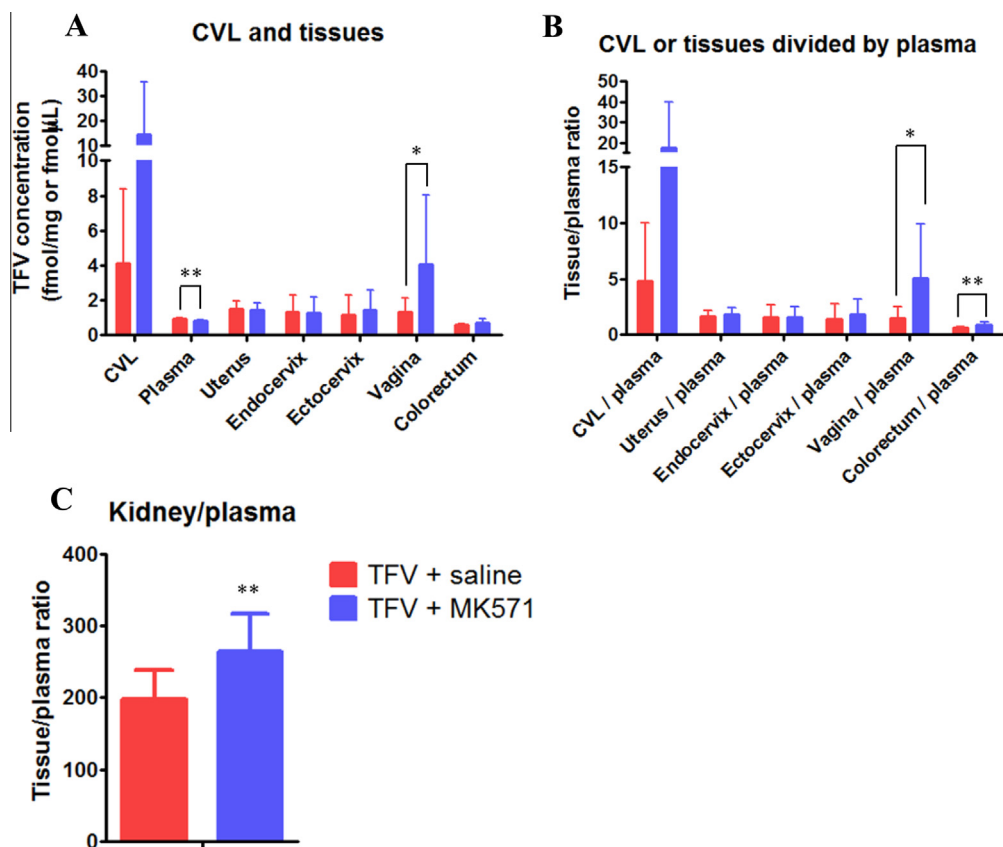 A
CVL and tissues
TFV concentration
(fmol/mg or fmol/µL)
40
30
20
10
10
8
6
4
2
0
**
*
CVL
Plasma
Uterus
Endocervix
Ectocervix
Vagina
Colorectum
B
CVL or tissues divided by plasma
Tissue/plasma ratio
50
40
30
20
15
10
5
0
*
**
CVL / plasma
Uterus / plasma
Endocervix / plasma
Ectocervix / plasma
Vagina / plasma
Colorectum / plasma
C
Kidney/plasma
Tissue/plasma ratio
400
300
200
100
0
**
TFV + saline
TFV + MK571